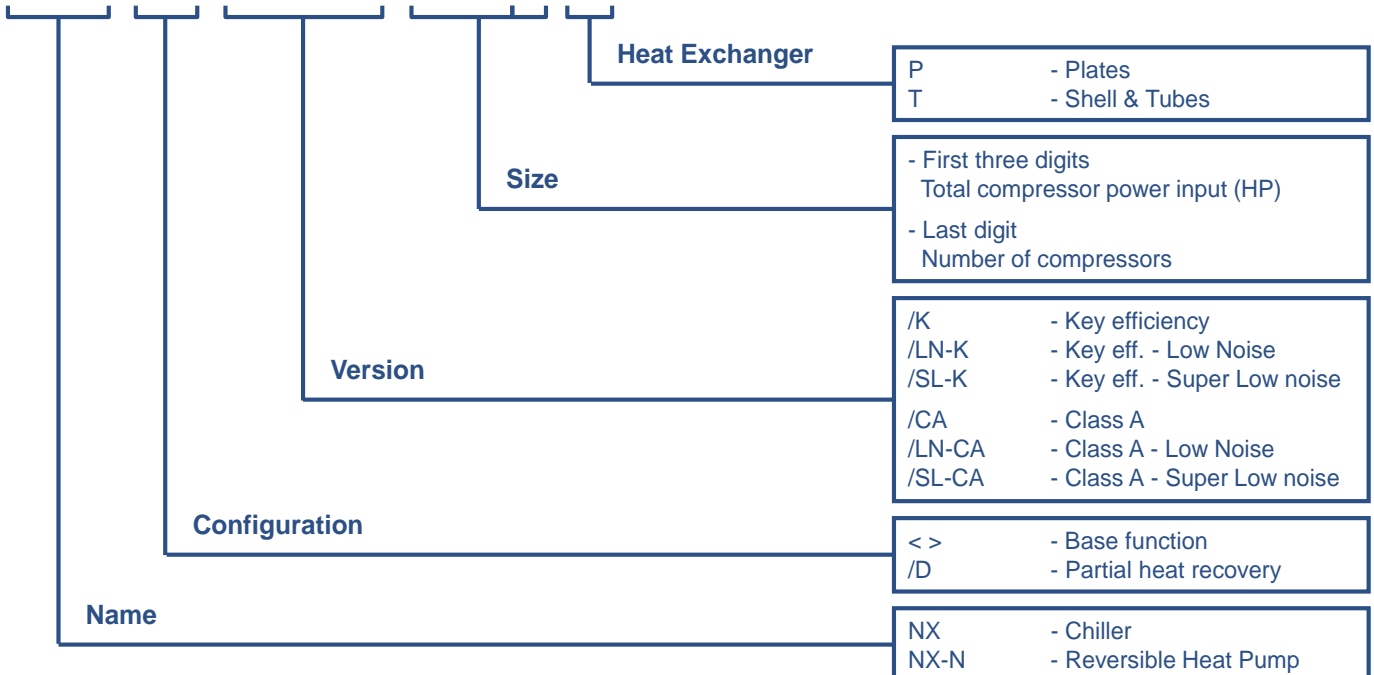 Heat Exchanger
P - Plates
T - Shell & Tubes
Size
- First three digits
Total compressor power input (HP)
- Last digit
Number of compressors
Version
/K - Key efficiency
/LN-K - Key eff. - Low Noise
/SL-K - Key eff. - Super Low noise
/CA - Class A
/LN-CA - Class A - Low Noise
/SL-CA - Class A - Super Low noise
Configuration
< > - Base function
/D - Partial heat recovery
Name
NX - Chiller
NX-N - Reversible Heat Pump